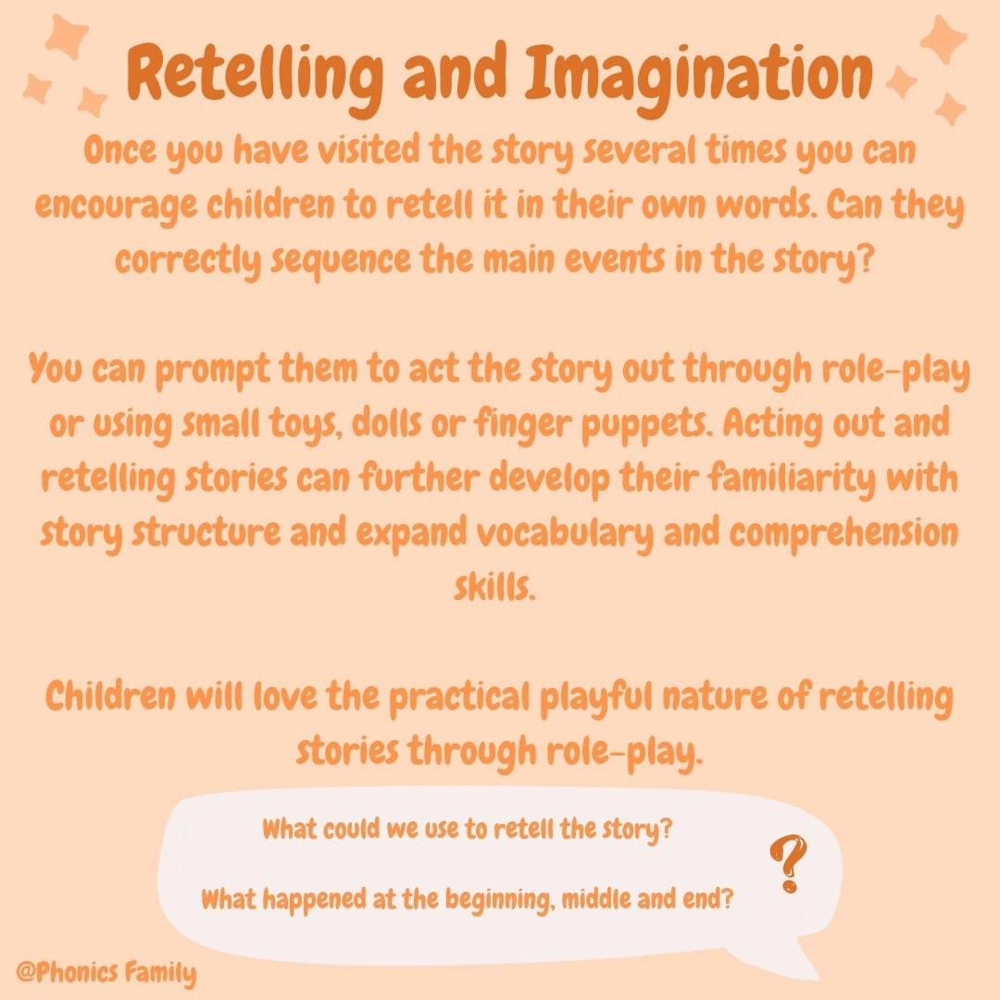 Retelling and Imagination
Once you have visited the story several times you can
encourage children to retell it in their own words. Can they
correctly sequence the main events in the story?
You can prompt them to act the story out through role-play
or using small toys, dolls or finger puppets. Acting out and
retelling stories can further develop their familiarity with
story structure and expand vocabulary and comprehension
skills.
Children will love the practical playful nature of retelling
stories through role-play.
What could we use to retell the story?
?
What happened at the beginning, middle and end?
@Phonics Family